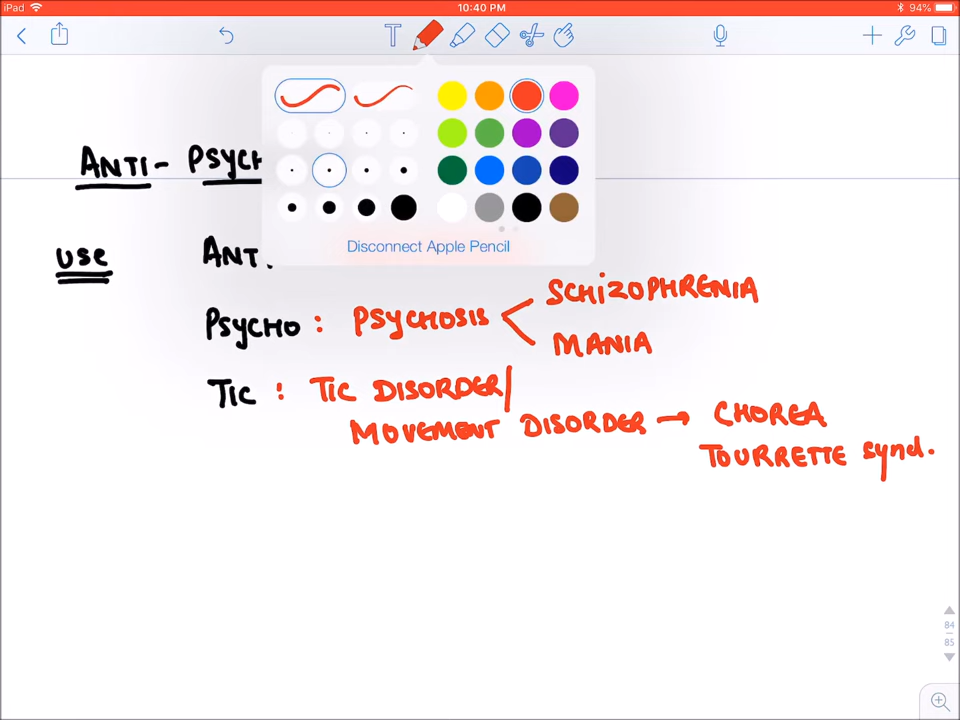 iPad 10:40 PM 94%
T
ANTI- PSYCH
Disconnect Apple Pencil
USE ANT
PSYCHO : PSYCHOSIS SCHIZOPHRENIA
MANIA
TIC : TIC DISORDER/
MOVEMENT DISORDER → CHOREA
TOURRETTE synd.
84
85